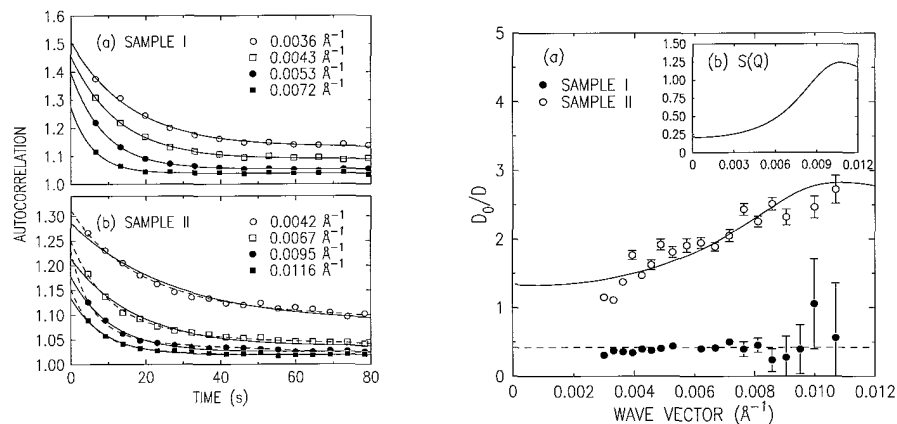 1.6
1.5
1.4
1.3
1.2
1.1
1.0
(a) SAMPLE I
0.0036 Å⁻¹
0.0043 Å⁻¹
0.0053 Å⁻¹
0.0072 Å⁻¹
AUTOCORRELATION
1.30
1.25
1.20
1.15
1.10
1.05
1.00
(b) SAMPLE II
0.0042 Å⁻¹
0.0067 Å⁻¹
0.0095 Å⁻¹
0.0116 Å⁻¹
0 20 40 60 80
TIME (s)
5
4
3
2
1
0
D₀/D
(a)
SAMPLE I
SAMPLE II
1.50
1.25
1.00
0.75
0.50
0.25
0.00
(b) S(Q)
0 0.003 0.006 0.009 0.012
0 0.002 0.004 0.006 0.008 0.010 0.012
WAVE VECTOR (Å⁻¹)